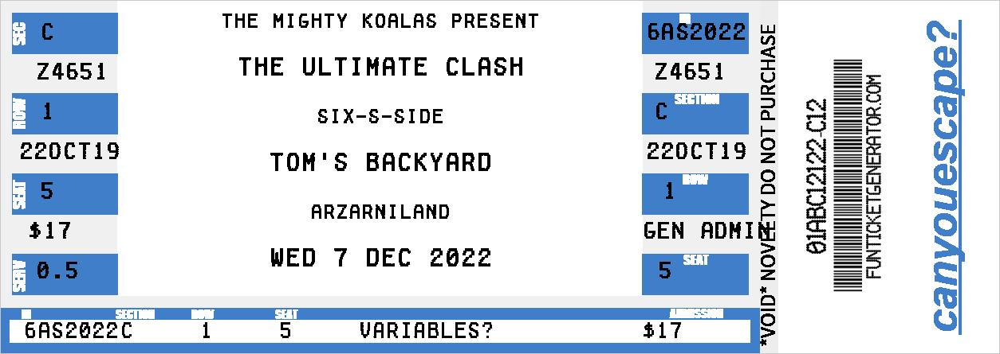 SEC C
Z4651
ROW 1
22OCT19
SEAT 5
$17
SERV 0.5
THE MIGHTY KOALAS PRESENT
THE ULTIMATE CLASH
SIX-S-SIDE
TOM'S BACKYARD
ARZARNILAND
WED 7 DEC 2022
6AS2022
Z4651
C SECTION
22OCT19
1 ROW
GEN ADMIN
5 SEAT
SECTION ROW SEAT ADMISSION
6AS2022C 1 5 VARIABLES? $17
*VOID* NOVELTY DO NOT PURCHASE
01ABC12122-C12
FUNTICKETGENERATOR.COM
canyouescape?